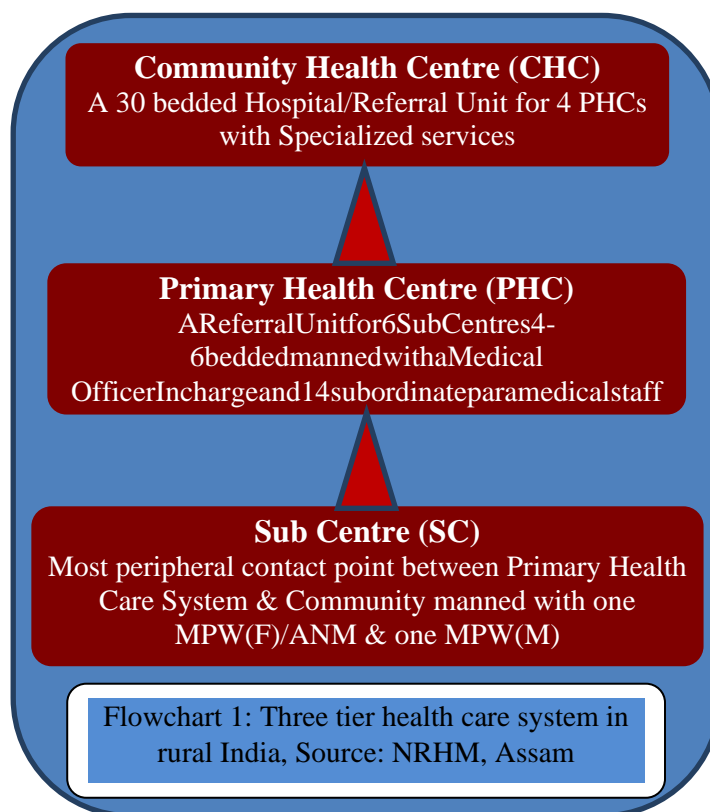 Community Health Centre (CHC)
A 30 bedded Hospital/Referral Unit for 4 PHCs
with Specialized services
Primary Health Centre (PHC)
AReferralUnitfor6SubCentres4-
6beddedmannedwithaMedical
OfficerInchargeand14subordinateparamedicalstaff
Sub Centre (SC)
Most peripheral contact point between Primary Health
Care System & Community manned with one
MPW(F)/ANM & one MPW(M)
Flowchart 1: Three tier health care system in
rural India, Source: NRHM, Assam